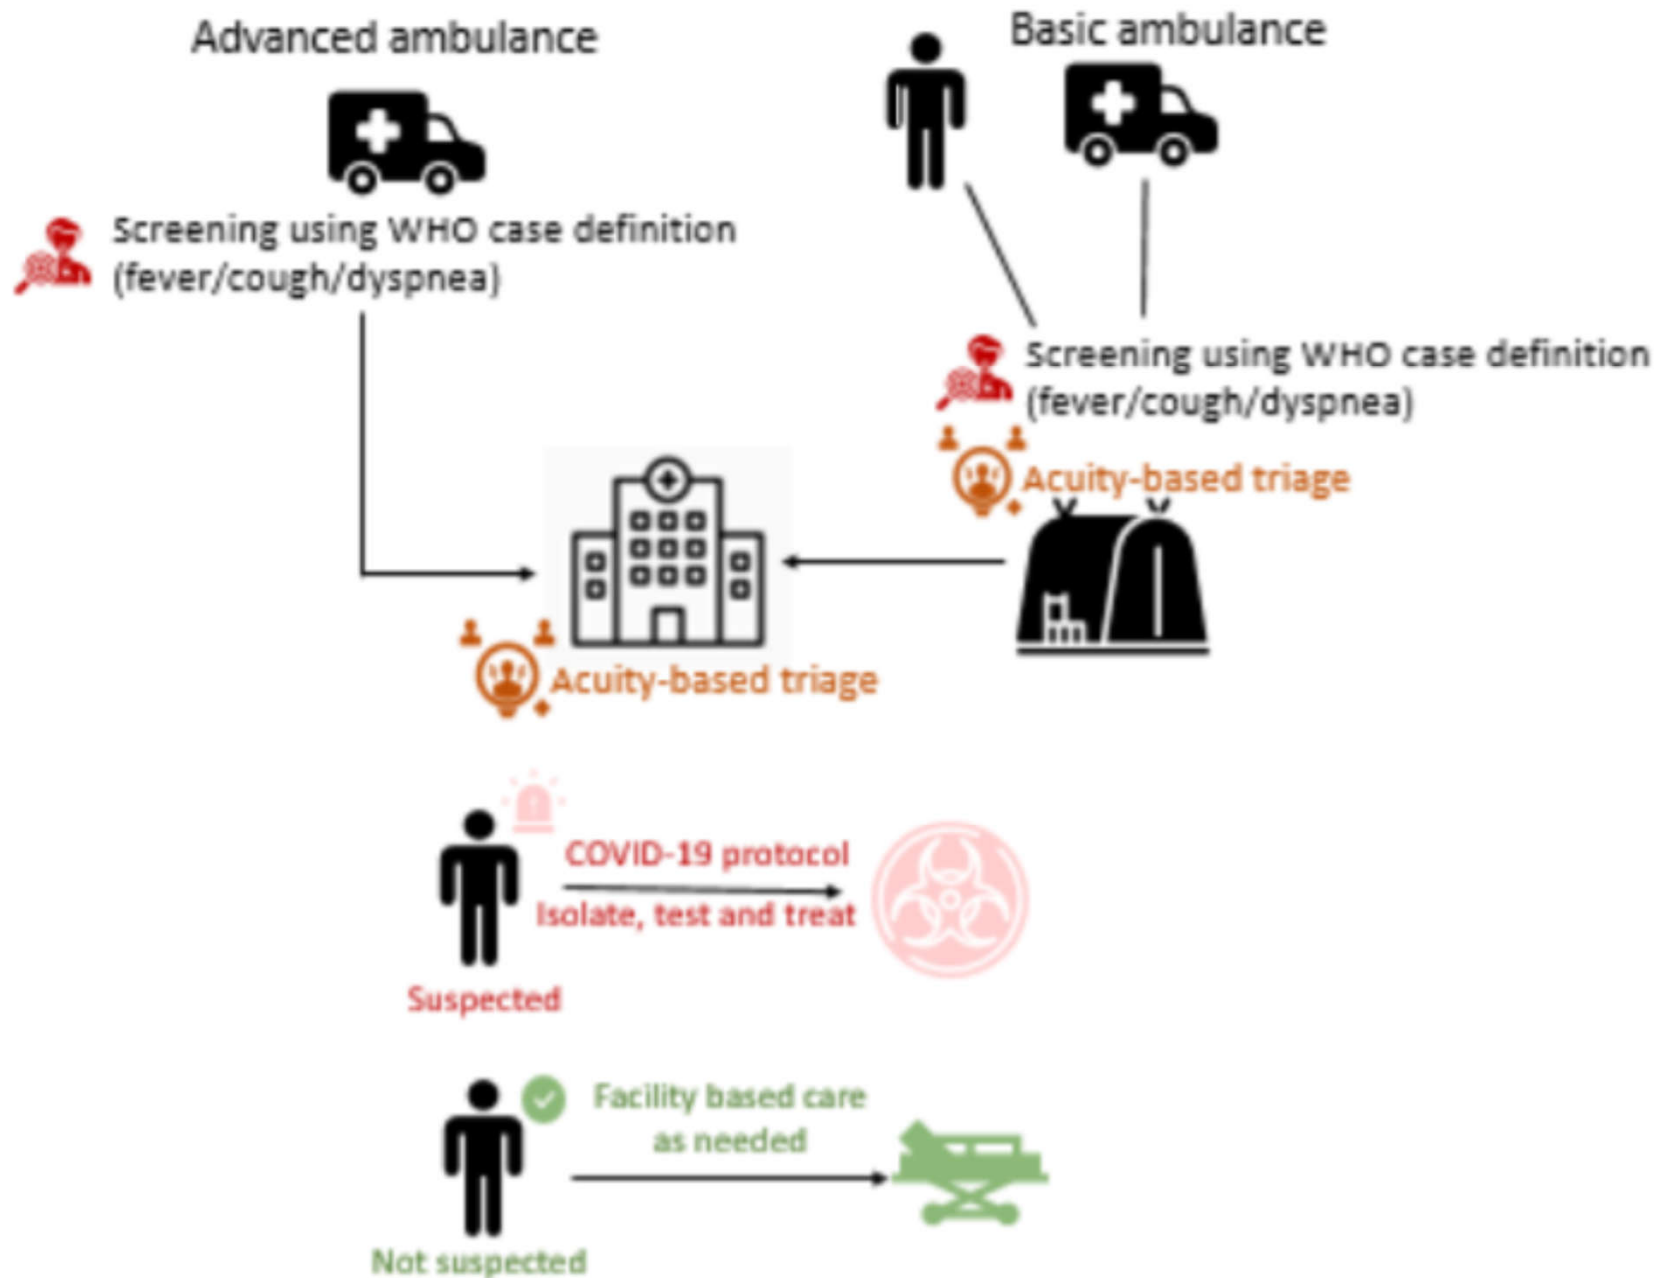 Advanced ambulance
Basic ambulance
Screening using WHO case definition
(fever/cough/dyspnea)
Screening using WHO case definition
(fever/cough/dyspnea)
Acuity-based triage
Acuity-based triage
COVID-19 protocol
Isolate, test and treat
Suspected
Facility based care
as needed
Not suspected